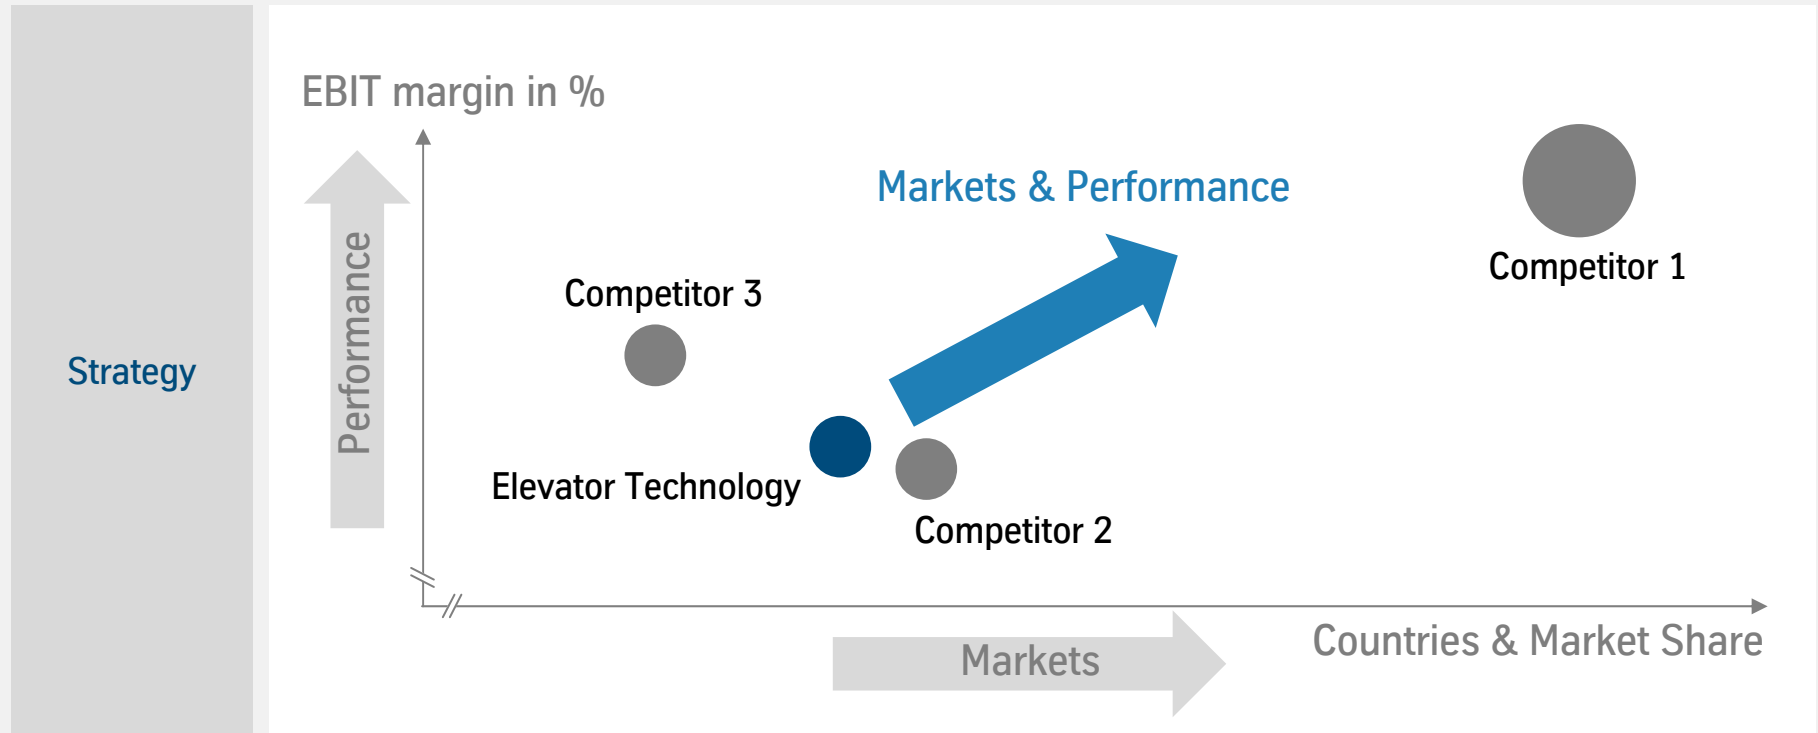 Strategy
EBIT margin in %
Performance
Markets & Performance
Competitor 1
Competitor 3
Elevator Technology
Competitor 2
Countries & Market Share
Markets